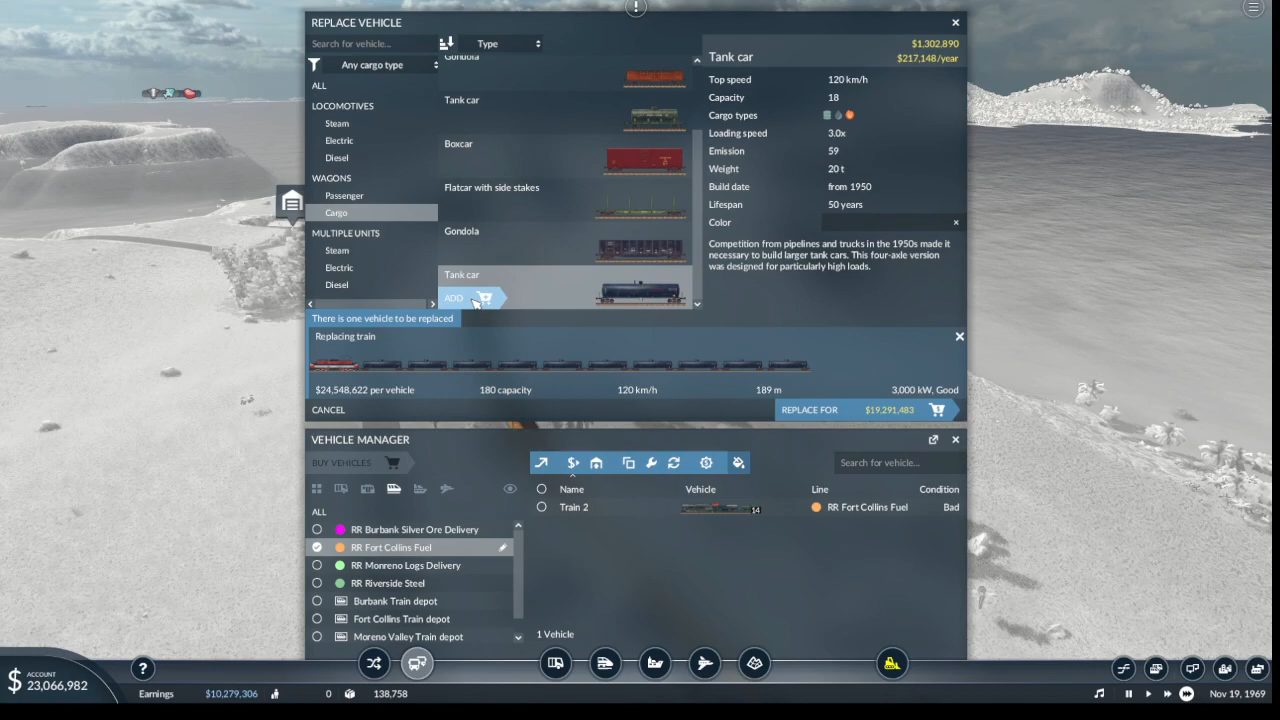 REPLACE VEHICLE
Search for vehicle...
Type
Any cargo type
ALL
LOCOMOTIVES
Steam
Electric
Diesel
WAGONS
Passenger
Cargo
MULTIPLE UNITS
Steam
Electric
Diesel
Gondola
Tank car
Boxcar
Flatcar with side stakes
Gondola
Tank car
ADD
$1,302,890
Tank car
$217,148/year
Top speed 120 km/h
Capacity 18
Cargo types
Loading speed 3.0x
Emission 59
Weight 20 t
Build date from 1950
Lifespan 50 years
Color
Competition from pipelines and trucks in the 1950s made it
necessary to build larger tank cars. This four-axle version
was designed for particularly high loads.
There is one vehicle to be replaced
Replacing train
$24,548,622 per vehicle 180 capacity 120 km/h 189 m 3,000 kW, Good
CANCEL
REPLACE FOR $19,291,483
VEHICLE MANAGER
BUY VEHICLES
Search for vehicle...
ALL
RR Burbank Silver Ore Delivery
RR Fort Collins Fuel
RR Monreno Logs Delivery
RR Riverside Steel
Burbank Train depot
Fort Collins Train depot
Moreno Valley Train depot
Name Vehicle Line Condition
Train 2 14 RR Fort Collins Fuel Bad
1 Vehicle
$ ACCOUNT
23,066,982
?
Earnings $10,279,306 0 138,758
Nov 19, 1969